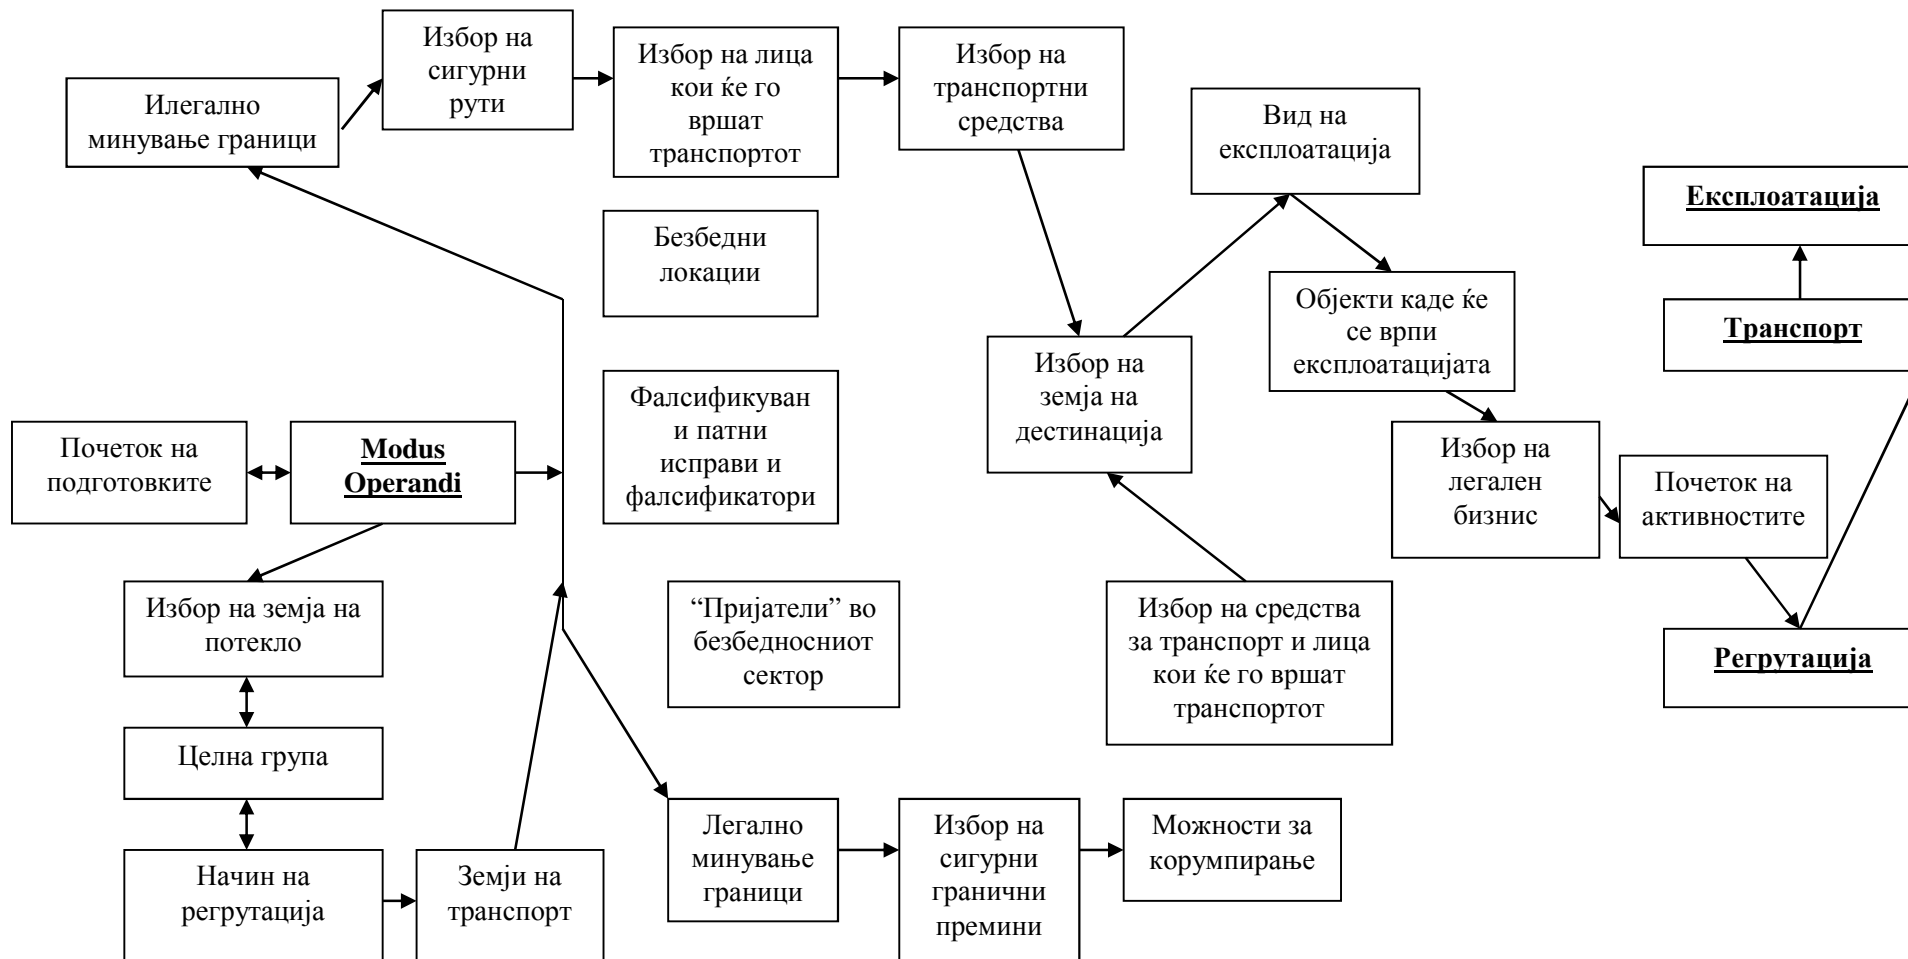 Избор на
сигурни
рути
Избор на лица
кои ќе го
вршат
транспортот
Избор на
транспортни
средства
Илегално
минување граници
Вид на
експлоатација
Експлоатација
Безбедни
локации
Објекти каде ќе
се врпи
експлоатацијата
Транспорт
Избор на
земја на
дестинација
Фалсификуван
и патни
исправи и
фалсификатори
Почеток на
подготовките
Modus
Operandi
Избор на
легален
бизнис
Почеток на
активностите
Избор на земја на
потекло
“Пријатели” во
безбедносниот
сектор
Избор на средства
за транспорт и лица
кои ќе го вршат
транспортот
Регрутација
Целна група
Легално
минување
граници
Избор на
сигурни
гранични
премини
Можности за
корумпирање
Начин на
регрутација
Земји на
транспорт